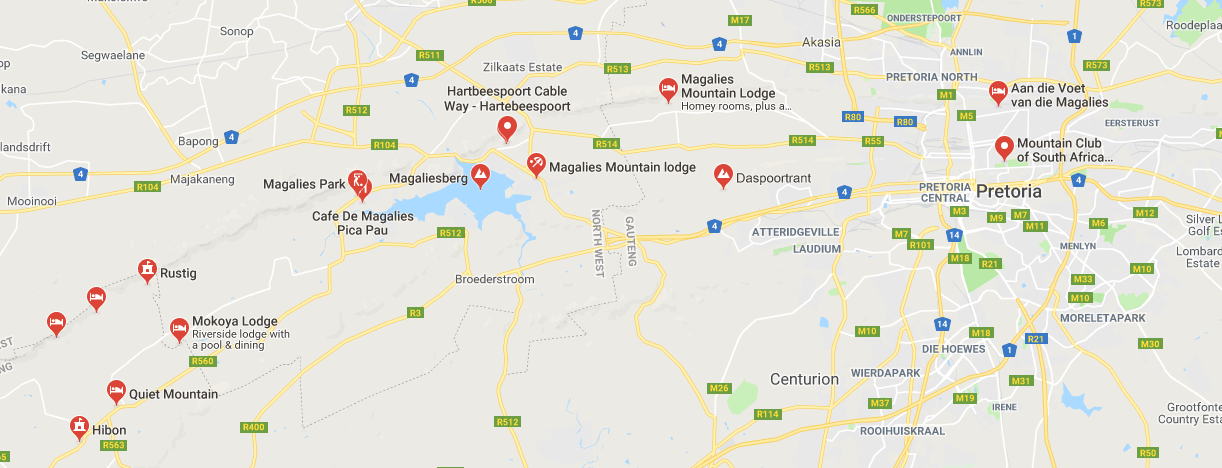 R506
R573
M17
R566
ONDERSTEPOORT
Roodeplaa
Sonop
4
4
1
Akasia
Segwaelane
R511
ANNLIN
Zilkaats Estate
R513
R513
R573
PRETORIA NORTH
kana
4
Magalies
Mountain Lodge
Homey rooms, plus a...
Aan die Voet
van die Magalies
Hartbeespoort Cable
Way - Hartebeespoort
M1
R512
R80
R80
M5
EERSTERUST
Bapong
4
R104
R514
R514
R55
landsdrift
Mountain Club
of South Africa...
Magalies Mountain lodge
4
Majakaneng
R104
Magalies Park
Magaliesberg
Daspoortrant
4
4
PRETORIA
CENTRAL
Pretoria
Mooinooi
Cafe De Magalies
Pica Pau
M3
M9
M7
M11
M12
M6
Silver L
Golf Es
NORTH WEST
GAUTENG
4
ATTERIDGEVILLE
M7
14
R512
R101
LAUDIUM
MENLYN
Lombard
Estate
M18
R21
M10
Rustig
Broederstroom
M33
M10
R3
MORELETAPARK
Mokoya Lodge
Riverside lodge with
a pool & dining
M10
14
M18
R21
M30
EST
NG
R560
DIE HOEWES
1
WIERDAPARK
Centurion
M31
Quiet Mountain
M26
M37
M19
IRENE
Grootfonte
Country Esta
R114
R512
Hibon
R400
ROOIHUISKRAAL
R563
R50